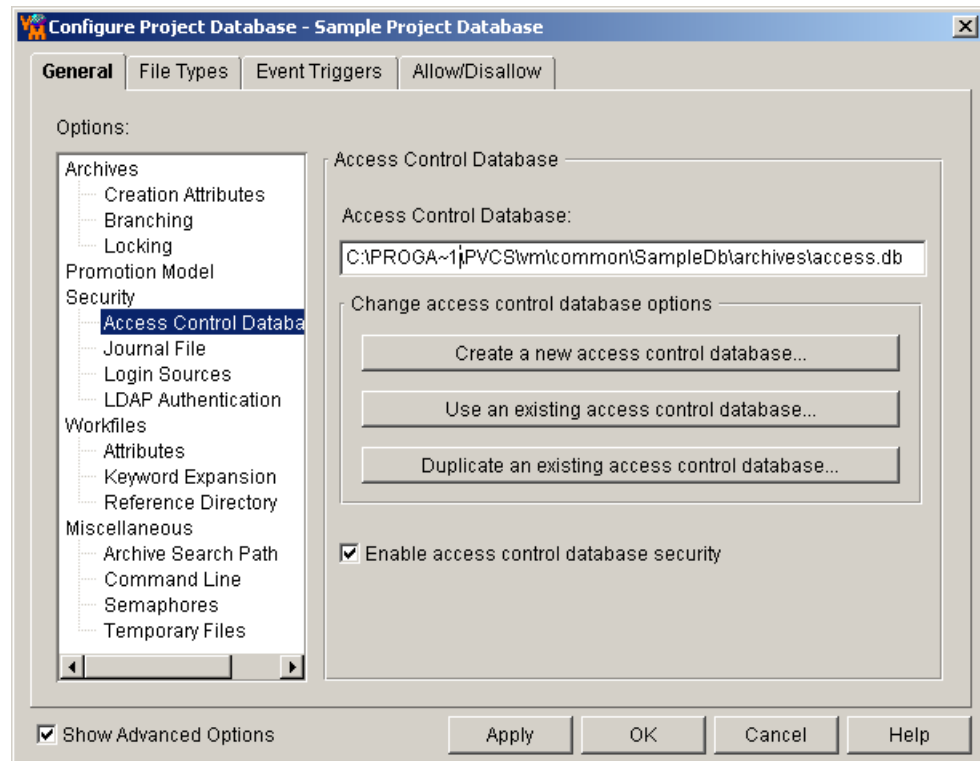 Configure Project Database - Sample Project Database
General File Types Event Triggers Allow/Disallow
Options:
Archives
Creation Attributes
Branching
Locking
Promotion Model
Security
Access Control Databa
Journal File
Login Sources
LDAP Authentication
Workfiles
Attributes
Keyword Expansion
Reference Directory
Miscellaneous
Archive Search Path
Command Line
Semaphores
Temporary Files
Access Control Database
Access Control Database:
C:\PROGA~1\PVCS\vm\common\SampleDb\archives\access.db
Change access control database options
Create a new access control database...
Use an existing access control database...
Duplicate an existing access control database...
Enable access control database security
Show Advanced Options
Apply OK Cancel Help